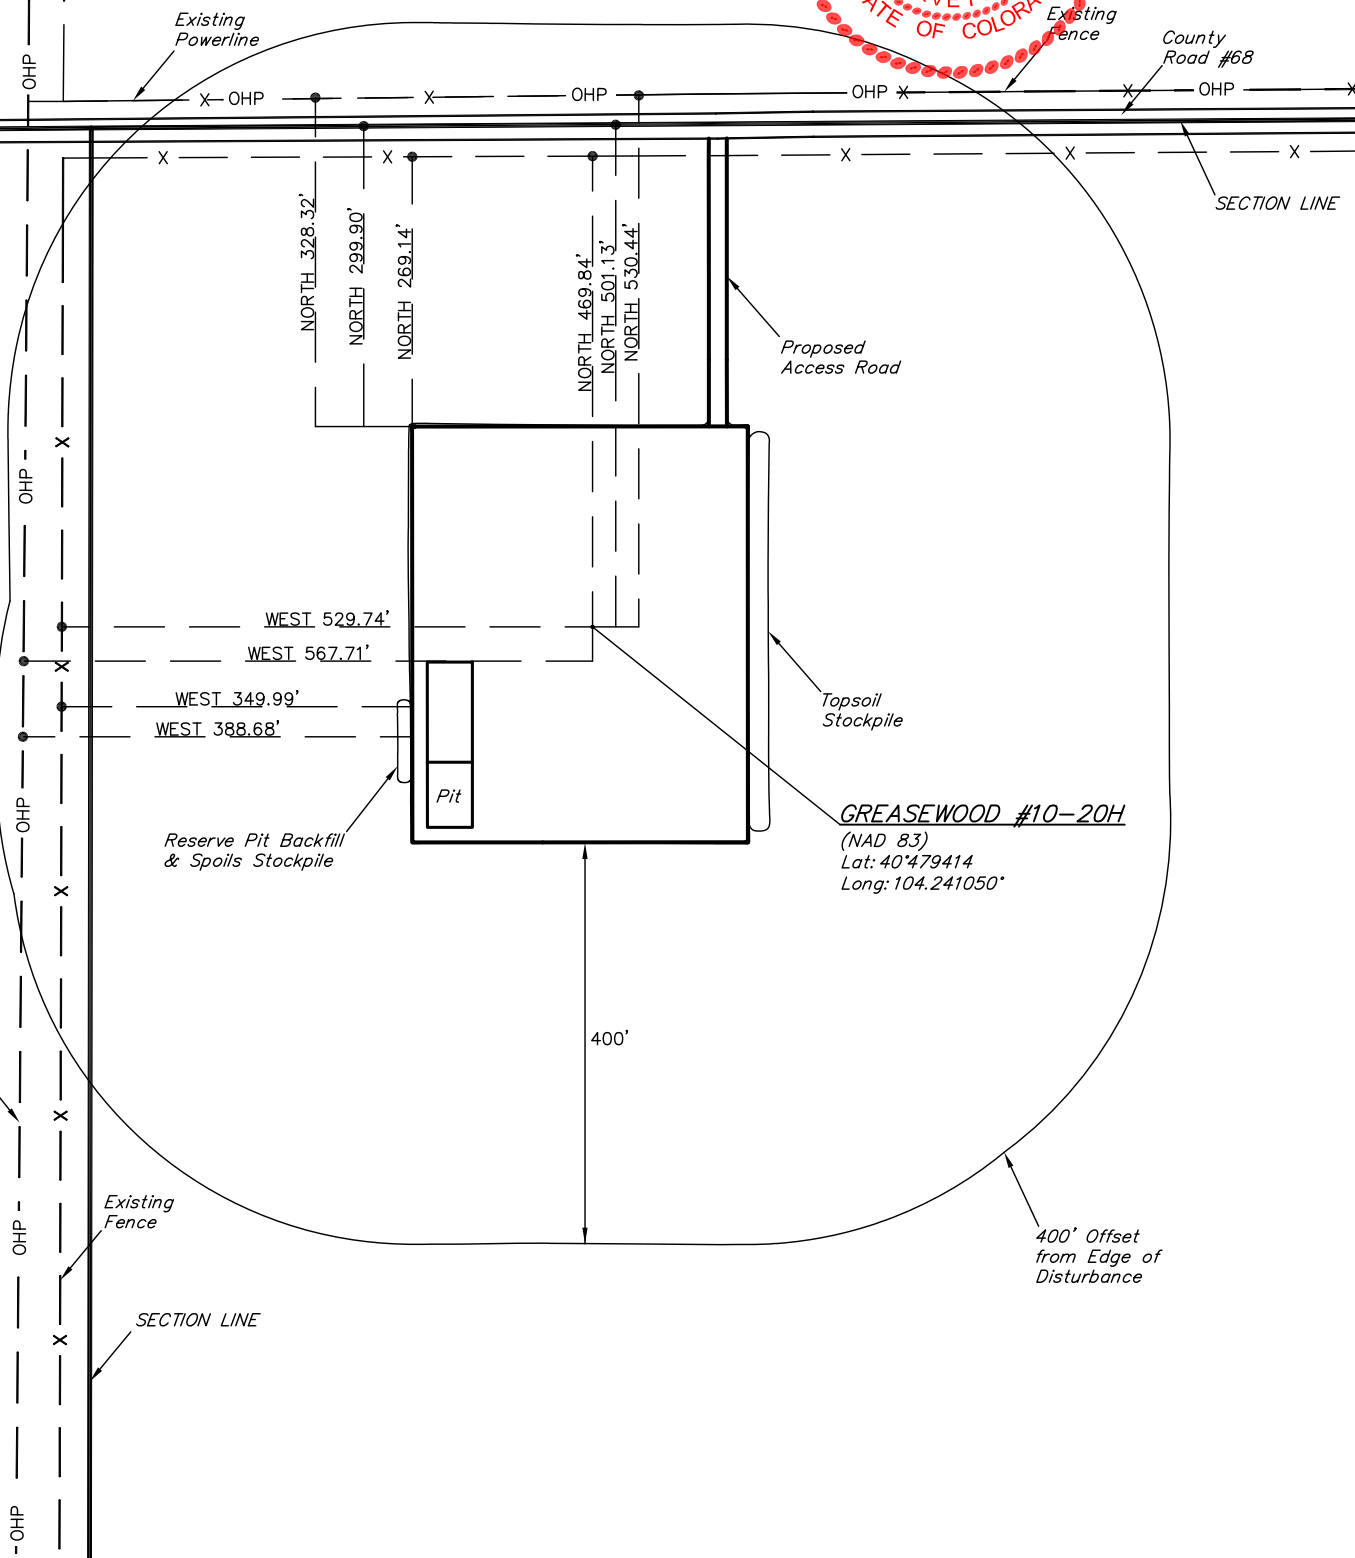 Existing
Powerline
ATE OF COLORA
Existing
Fence
County
Road #68
OHP
X
OHP
X
OHP
OHP
X
X
OHP
X
X
X
X
X
X
SECTION LINE
NORTH 328.32'
NORTH 299.90'
NORTH 269.14'
NORTH 469.84'
NORTH 501.13'
NORTH 530.44'
Proposed
Access Road
X
OHP
WEST 529.74'
WEST 567.71'
X
WEST 349.99'
WEST 388.68'
Topsoil
Stockpile
Pit
OHP
Reserve Pit Backfill
& Spoils Stockpile
GREASEWOOD #10-20H
(NAD 83)
Lat: 40°479414
Long: 104.241050°
X
400'
X
Existing
Fence
OHP
400' Offset
from Edge of
Disturbance
SECTION LINE
X
OHP